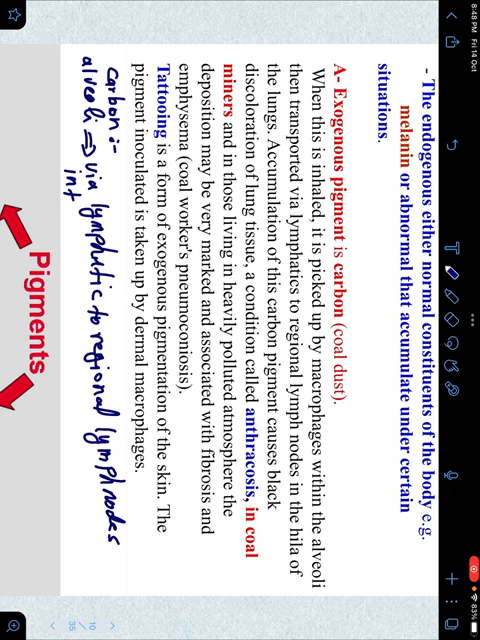 8:48 PM Fri 14 Oct
83%
- The endogenous either normal constituents of the body e.g.
melanin or abnormal that accumulate under certain
situations.
A- Exogenous pigment is carbon (coal dust).
When this is inhaled, it is picked up by macrophages within the alveoli
then transported via lymphatics to regional lymph nodes in the hila of
the lungs. Accumulation of this carbon pigment causes black
discoloration of lung tissue, a condition called anthracosis, in coal
miners and in those living in heavily polluted atmosphere the
deposition may be very marked and associated with fibrosis and
emphysema (coal worker's pneumoconiosis).
Tattooing is a form of exogenous pigmentation of the skin. The
pigment inoculated is taken up by dermal macrophages.
carbon:-
alveoli ⇒ via lymphatic to regional lymph nodes
int
Pigments
10 / 35